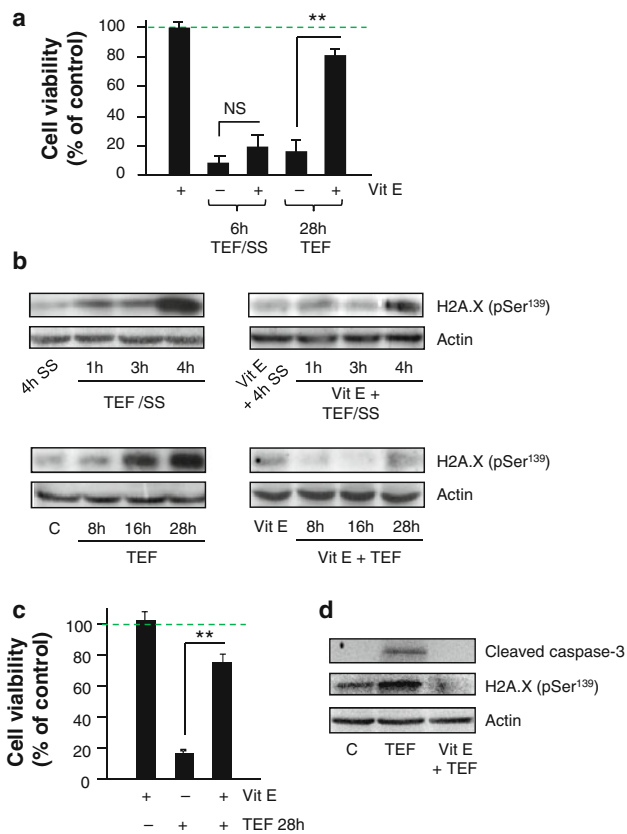 a
Cell viability
(% of control)
100
80
60
40
20
0
NS
**
+ – + – + Vit E
6h
TEF/SS
28h
TEF
b
H2A.X (pSer139)
Actin
4h SS
1h 3h 4h
TEF /SS
Vit E
+ 4h SS
1h 3h 4h
Vit E +
TEF/SS
H2A.X (pSer139)
Actin
C 8h 16h 28h
TEF
Vit E 8h 16h 28h
Vit E + TEF
c
Cell vialbility
(% of control)
100
80
60
40
20
0
**
+ – + Vit E
– + + TEF 28h
d
Cleaved caspase-3
H2A.X (pSer139)
Actin
C TEF Vit E
+ TEF